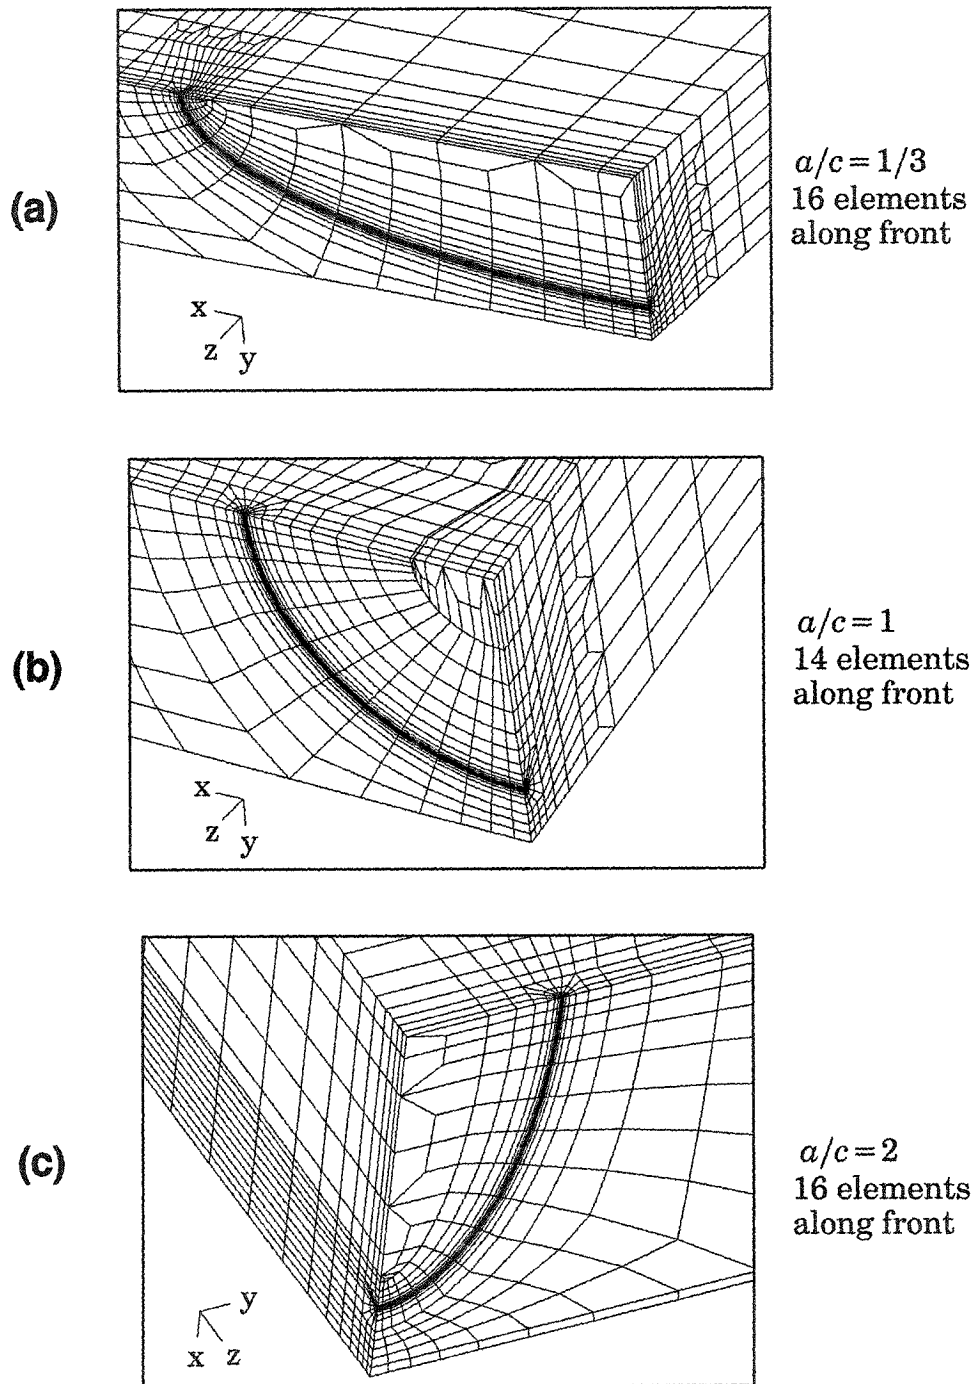 (a)
a/c = 1/3
16 elements
along front
x
z
y
(b)
a/c = 1
14 elements
along front
x
z
y
(c)
a/c = 2
16 elements
along front
y
x
z